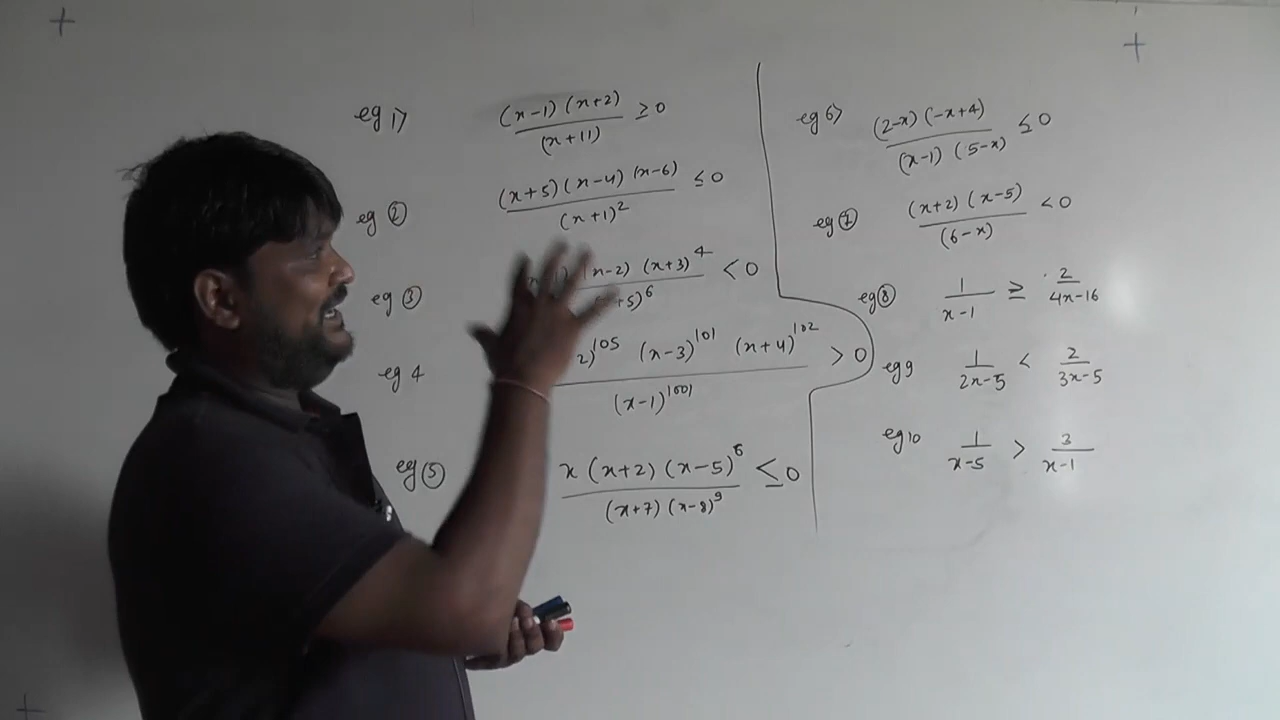 eg 1> (x-1) (x+2) / (x+11) ≥ 0
eg ② (x+5) (x-4) (x-6) / (x+1)² ≤ 0
eg ③ (x-2) (x+3)⁴ / +5)⁶ < 0
eg 4 2)¹⁰⁵ (x-3)¹⁰¹ (x+4)¹⁰² / (x-1)¹⁰⁰¹ > 0
eg ⑤ x (x+2) (x-5)⁶ / (x+7) (x-8)⁹ ≤ 0
eg 6> (2-x) (-x+4) / (x-1) (5-x) ≤ 0
eg ⑦ (x+2) (x-5) / (6-x) < 0
eg ⑧ 1 / x-1 ≥ 2 / 4x-16
eg 9 1 / 2x-5 < 2 / 3x-5
eg 10 1 / x-5 > 3 / x-1